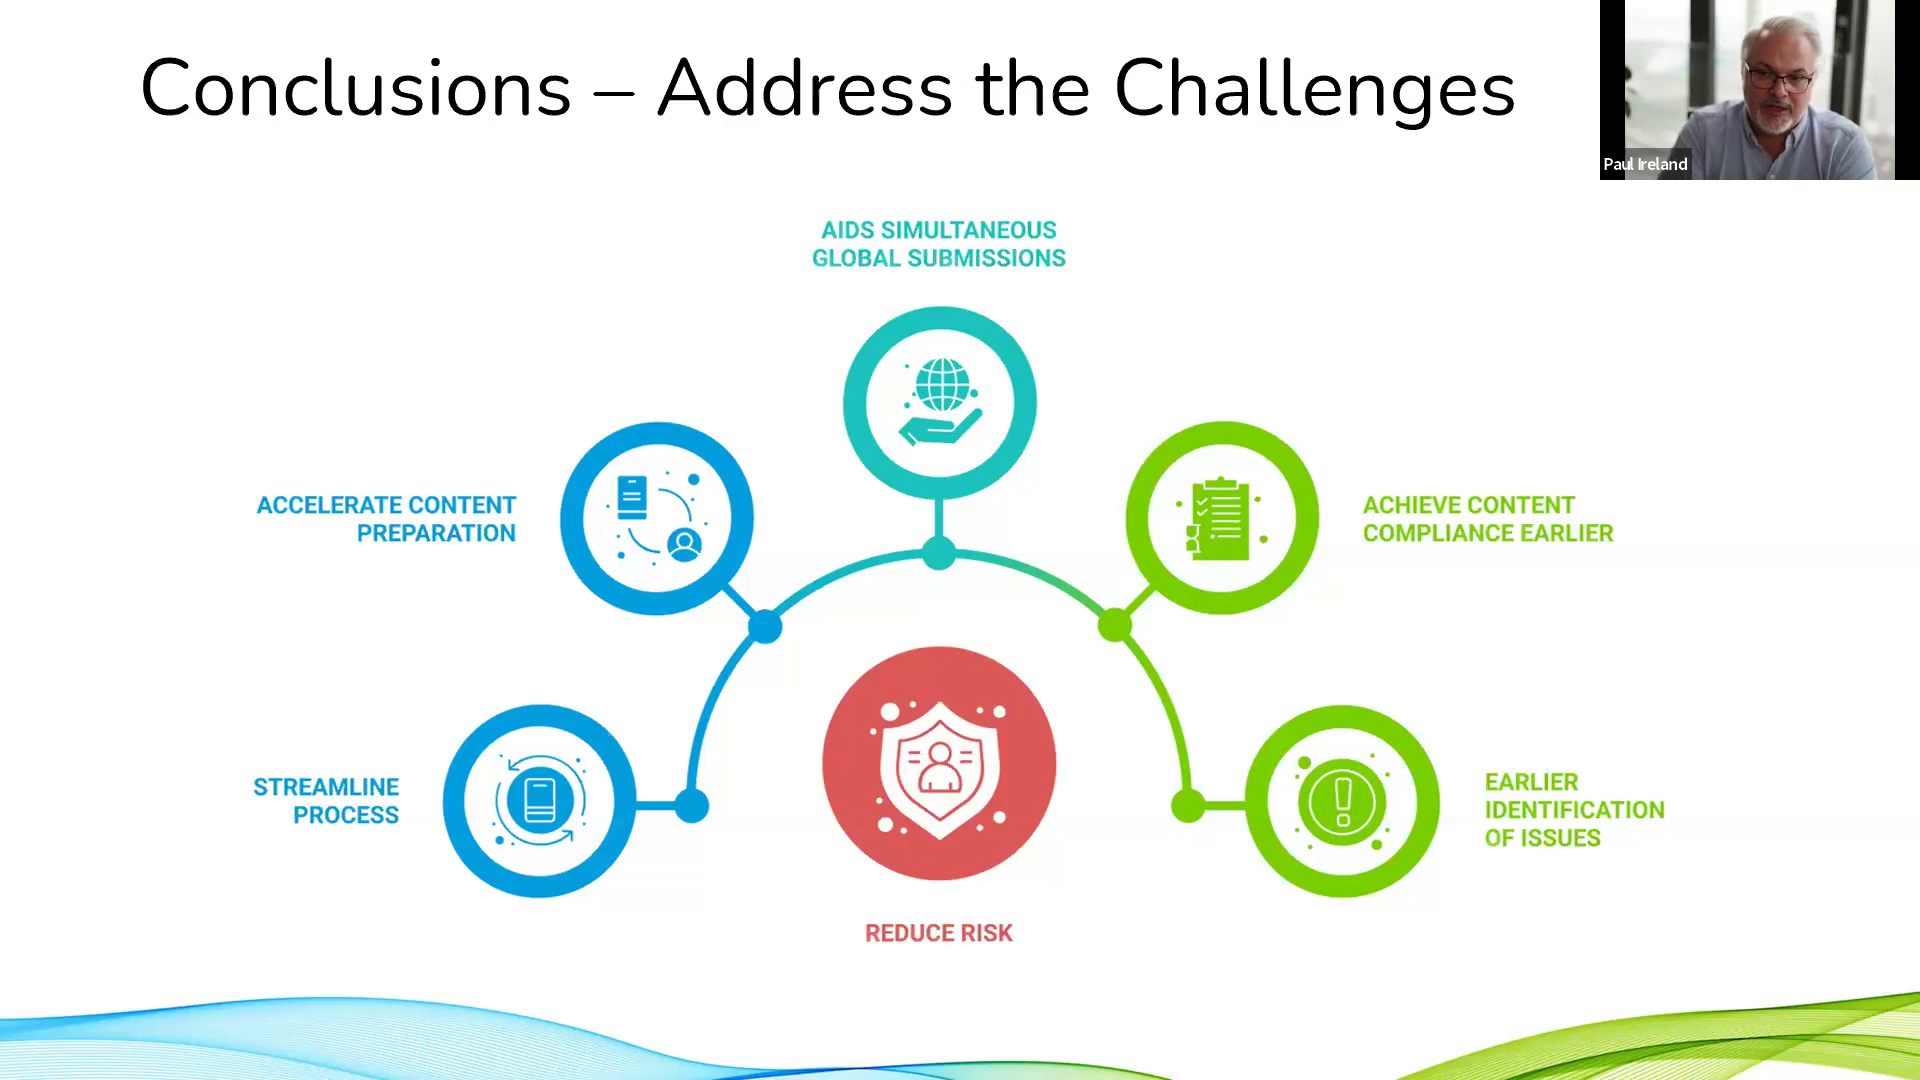 Conclusions – Address the Challenges
Paul Ireland
AIDS SIMULTANEOUS
GLOBAL SUBMISSIONS
ACCELERATE CONTENT
PREPARATION
ACHIEVE CONTENT
COMPLIANCE EARLIER
STREAMLINE
PROCESS
EARLIER
IDENTIFICATION
OF ISSUES
REDUCE RISK